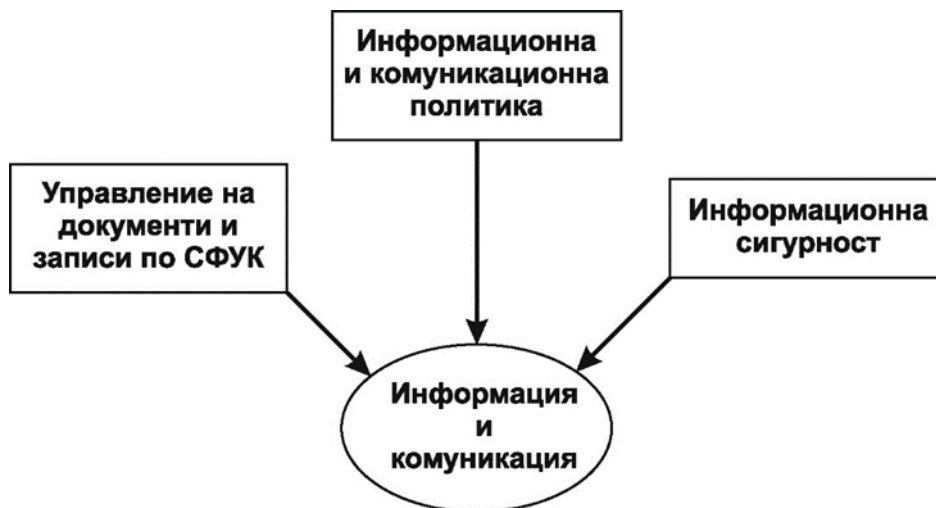 Информационна
и комуникационна
политика
Управление на
документи и
записи по СФУК
Информационна
сигурност
Информация
и
комуникация